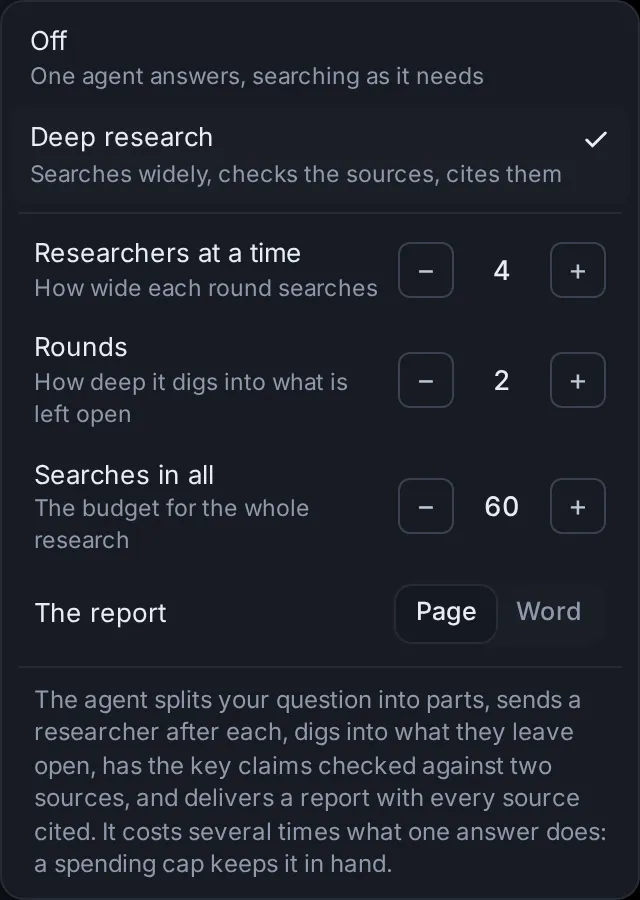 Off
One agent answers, searching as it needs
Deep research
Searches widely, checks the sources, cites them
Researchers at a time
How wide each round searches
− 4 +
Rounds
How deep it digs into what is
left open
− 2 +
Searches in all
The budget for the whole
research
− 60 +
The report
Page Word
The agent splits your question into parts, sends a
researcher after each, digs into what they leave
open, has the key claims checked against two
sources, and delivers a report with every source
cited. It costs several times what one answer does:
a spending cap keeps it in hand.